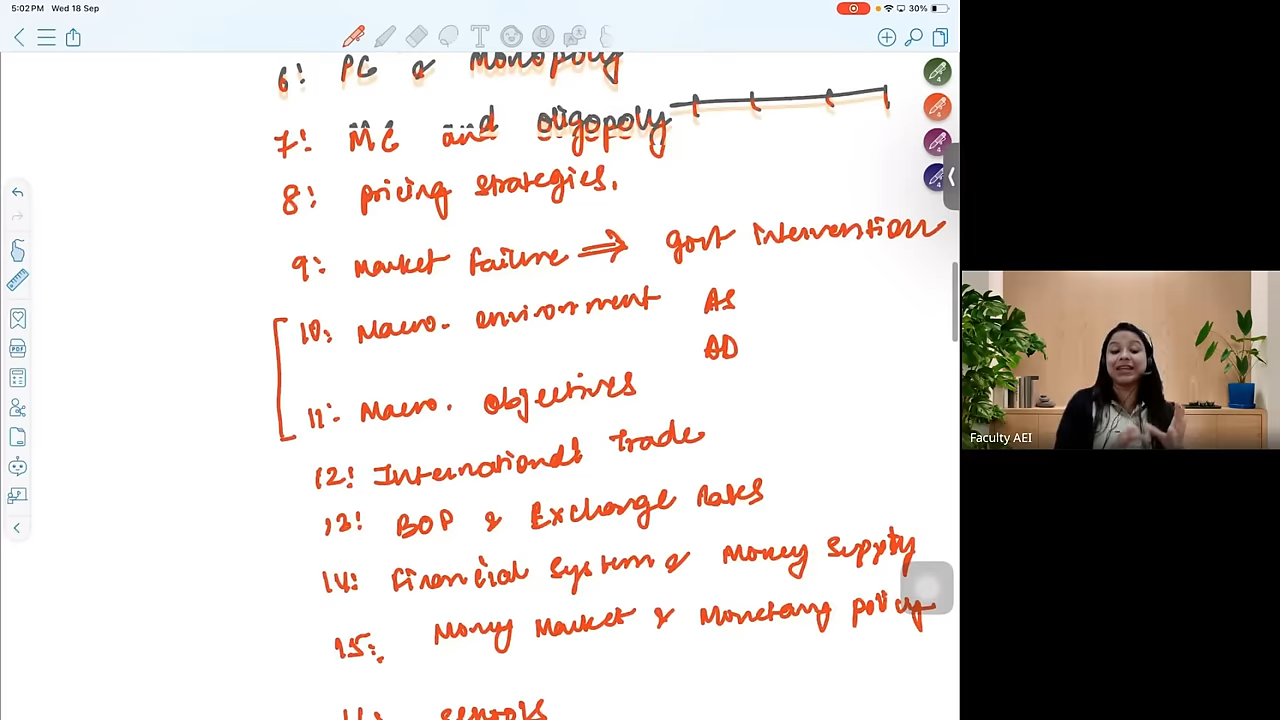 5:02 PM Wed 18 Sep 30%
6: PC & Monopoly
7: MC and oligopoly
8: pricing strategies.
9: Market failure ⇒ govt intervention
10: Macro. environment AS
AD
11: Macro. objectives
12: International Trade
13: BOP & Exchange Rates
14: Financial System & Money Supply
15: Money Market & Monetary policy
Faculty AEI